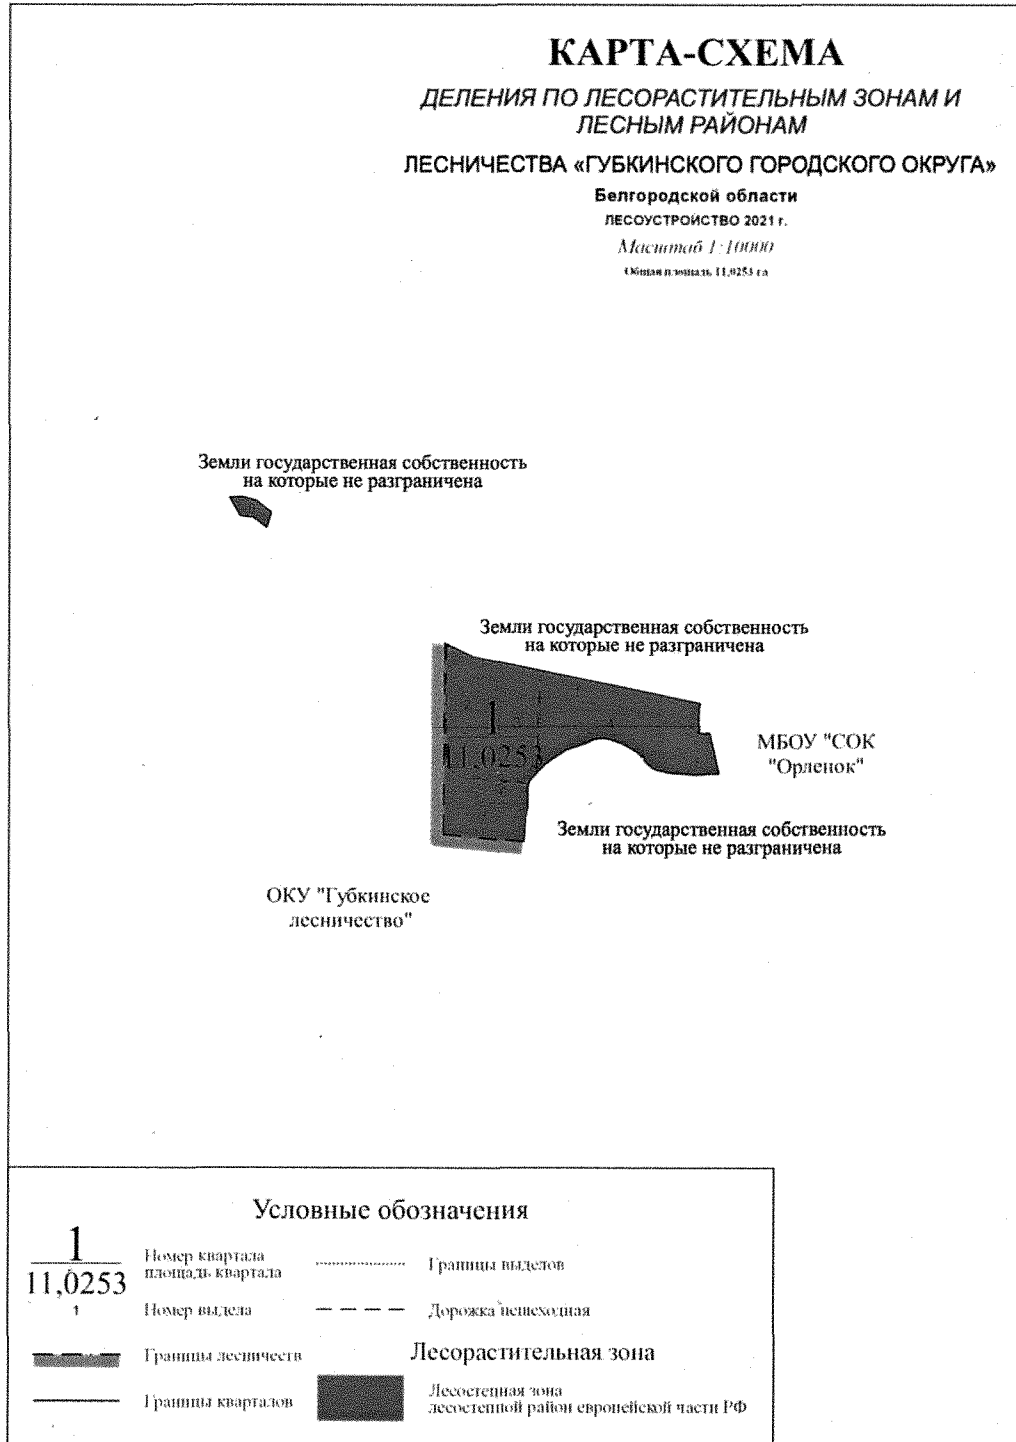 КАРТА-СХЕМА
ДЕЛЕНИЯ ПО ЛЕСОРАСТИТЕЛЬНЫМ ЗОНАМ И
ЛЕСНЫМ РАЙОНАМ
ЛЕСНИЧЕСТВА «ГУБКИНСКОГО ГОРОДСКОГО ОКРУГА»
Белгородской области
ЛЕСОУСТРОЙСТВО 2021 г.
Масштаб 1:10000
Общая площадь 11,0253 га
Земли государственная собственность
на которые не разграничена
Земли государственная собственность
на которые не разграничена
1
11,0253
МБОУ "СОК
"Орленок"
Земли государственная собственность
на которые не разграничена
ОКУ "Губкинское
лесничество"
Условные обозначения
1
11,0253
Номер квартала
площадь квартала
Границы выделов
1
Номер выдела
Дорожка пешеходная
Границы лесничеств
Лесорастительная зона
Границы кварталов
Лесостепная зона
лесостепной район европейской части РФ